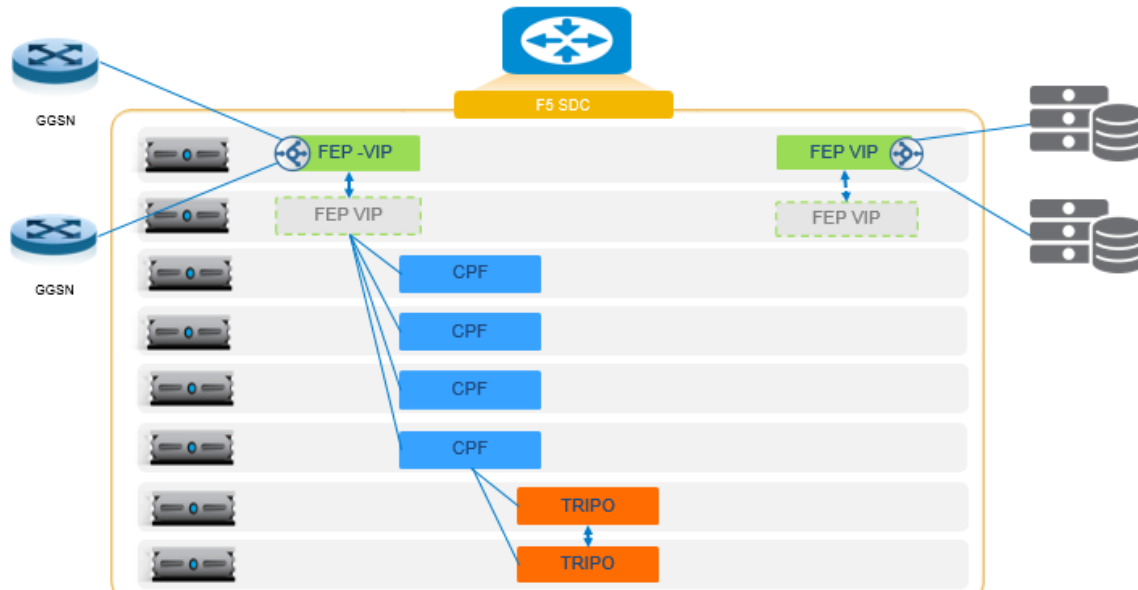 F5 SDC
GGSN
FEP -VIP
FEP VIP
FEP VIP
FEP VIP
GGSN
CPF
CPF
CPF
CPF
TRIPO
TRIPO